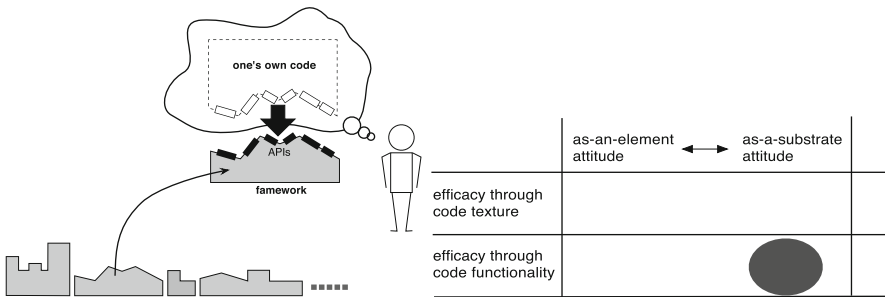 one's own code
APIs
famework
as-an-element
attitude
as-a-substrate
attitude
efficacy through
code texture
efficacy through
code functionality